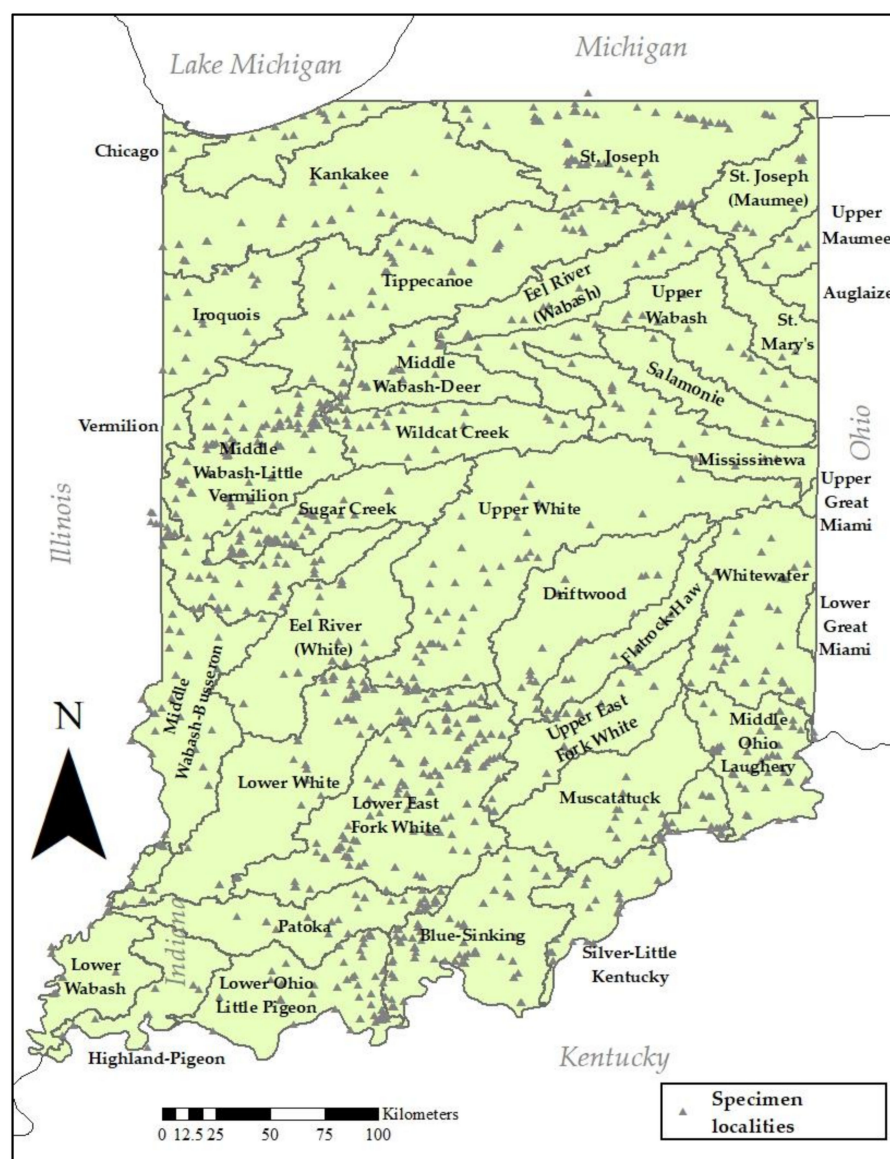 Michigan
Lake Michigan
Chicago
St. Joseph
Kankakee
St. Joseph
(Maumee)
Upper
Maumee
Tippecanoe
Eel River
(Wabash)
Auglaize
Iroquois
Upper
Wabash
St.
Mary's
Middle
Wabash-Deer
Salamonie
Vermilion
Wildcat Creek
Ohio
Middle
Wabash-Little
Vermilion
Mississinewa
Illinois
Sugar Creek
Upper White
Upper
Great
Miami
Whitewater
Driftwood
Flatrock-Haw
Lower
Great
Miami
Eel River
(White)
Middle
Wabash-Busseron
N
Upper East
Fork White
Middle
Ohio
Laughery
Lower White
Lower East
Fork White
Muscatatuck
Indiana
Patoka
Blue-Sinking
Silver-Little
Kentucky
Lower
Wabash
Lower Ohio
Little Pigeon
Highland-Pigeon
Kentucky
Kilometers
0 12.5 25 50 75 100
Specimen
localities